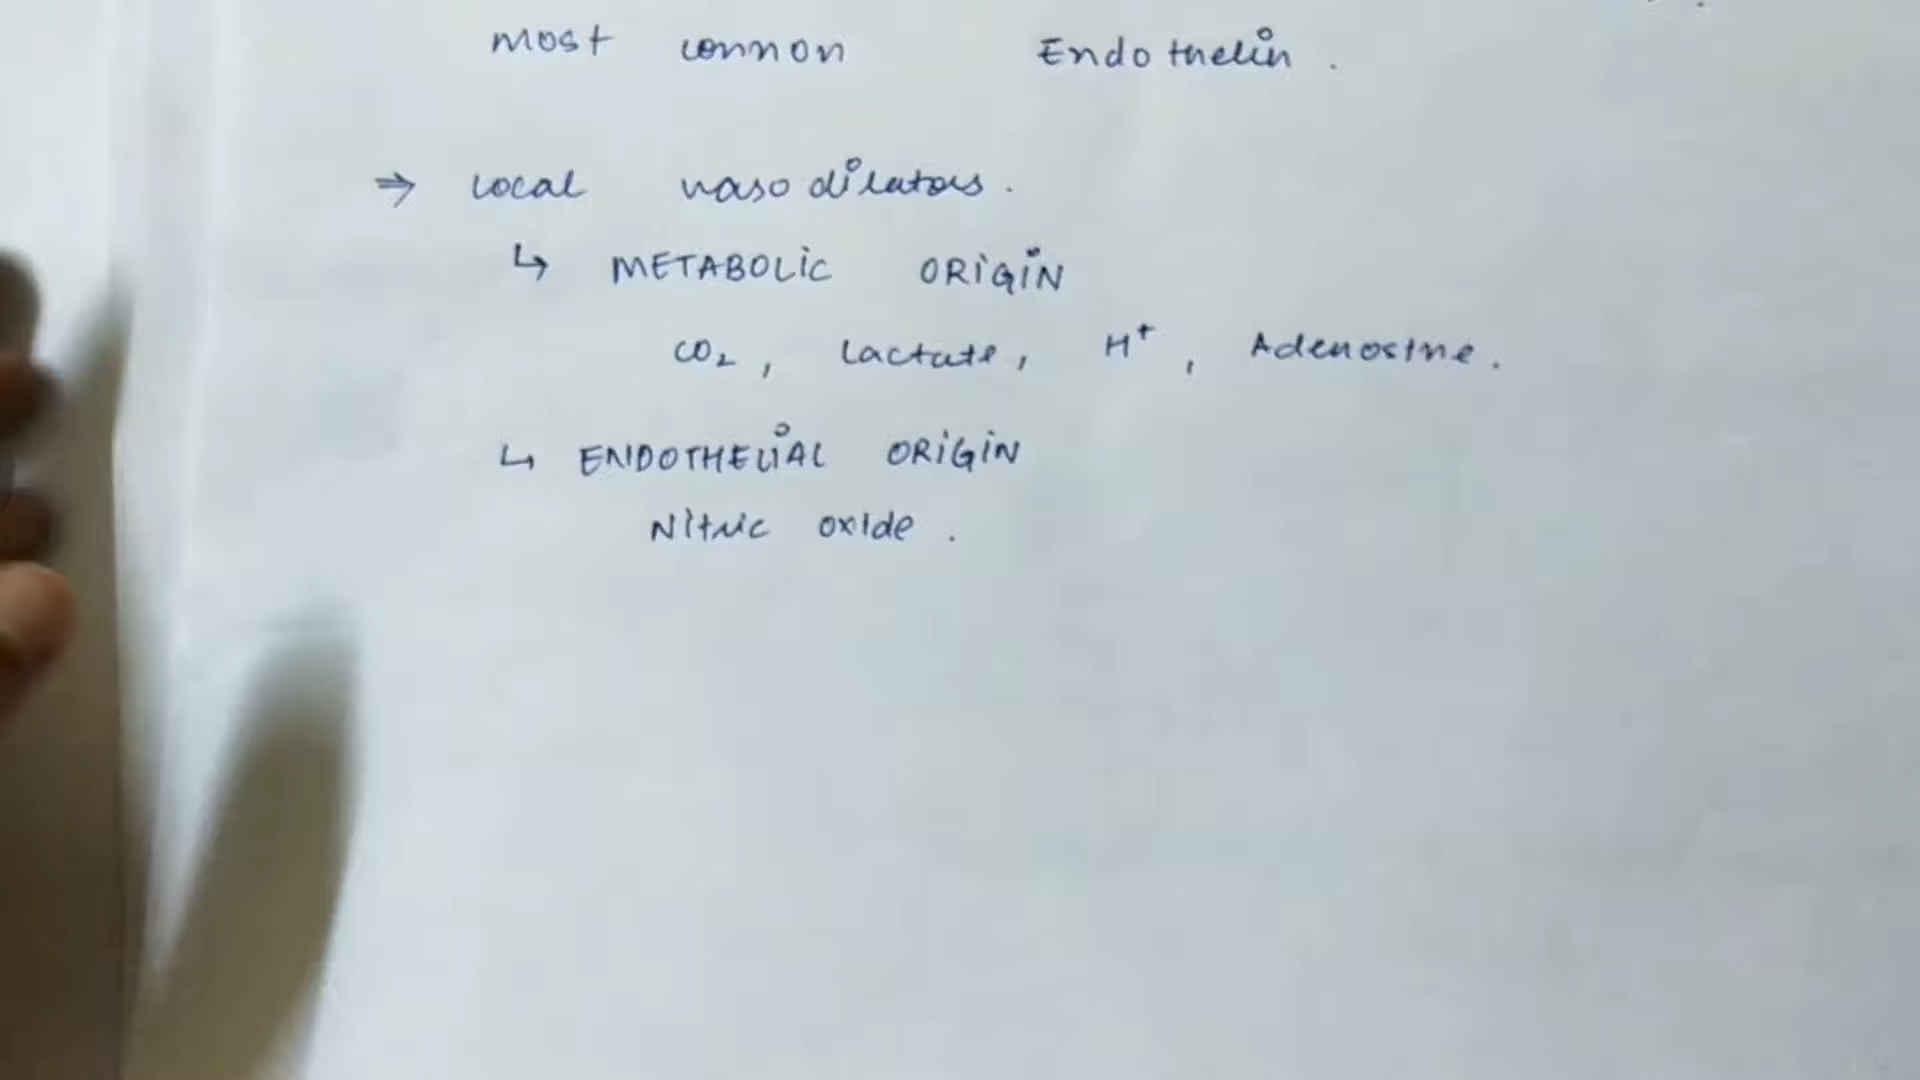 most common Endothelin.
⇒ local vasodilators.
↳ METABOLIC ORIGIN
CO₂, Lactate, H⁺, Adenosine.
↳ ENDOTHELIAL ORIGIN
Nitric oxide.